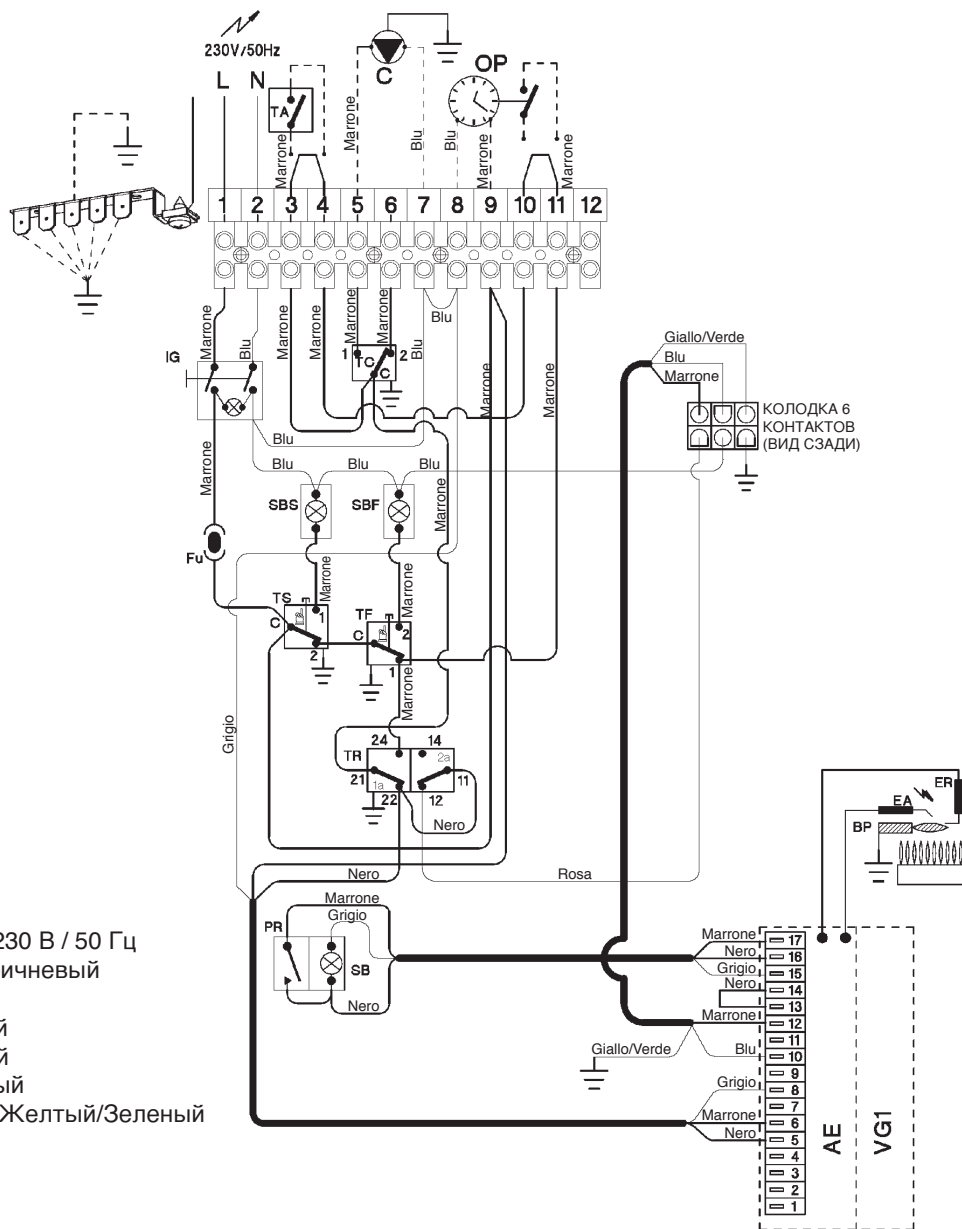 230V/50Hz
L N
C
OP
TA
Marrone
Marrone
Blu
Blu
Marrone
Marrone
1 2 3 4 5 6 7 8 9 10 11 12
Marrone
Blu
Marrone
Marrone
Marrone
Marrone
Blu
Blu
Marrone
Marrone
IG
1 TC 2
C
Giallo/Verde
Blu
Marrone
КОЛОДКА 6
КОНТАКТОВ
(ВИД СЗАДИ)
Blu
Blu
Blu
Blu
Marrone
Marrone
SBS
SBF
Fu
Marrone
Marrone
TS
1
C
2
TF
2
C
1
Marrone
Grigio
24 14
TR
2a
21
11
1a
22 12
Nero
Nero
Rosa
ER
EA
BP
Marrone
Grigio
PR
SB
Nero
230 В / 50 Гц
ичневый
й
й
ый
Желтый/Зеленый
Marrone 17
Nero 16
Grigio 15
Nero 14
13
Marrone 12
11
Giallo/Verde
Blu 10
9
Grigio 8
7
Marrone 6
Nero 5
4
3
2
1
AE
VG1